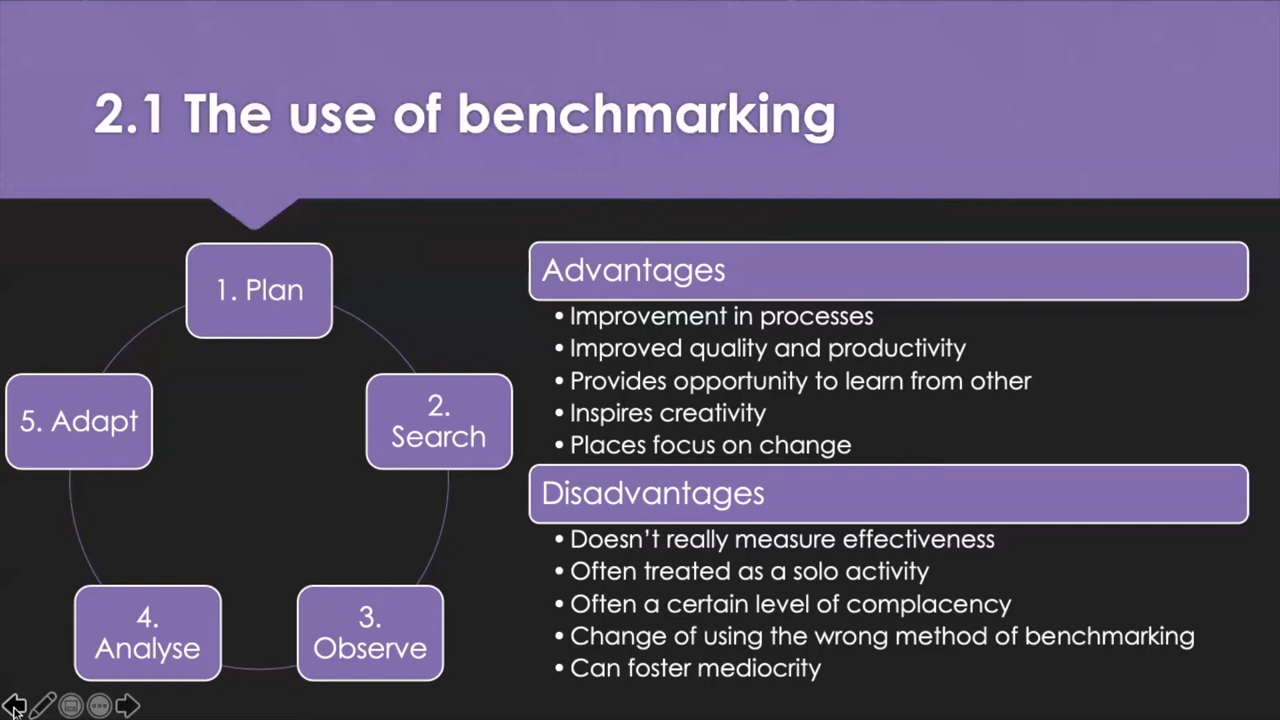 2.1 The use of benchmarking
1. Plan
2.
Search
3.
Observe
4.
Analyse
5. Adapt
Advantages
• Improvement in processes
• Improved quality and productivity
• Provides opportunity to learn from other
• Inspires creativity
• Places focus on change
Disadvantages
• Doesn't really measure effectiveness
• Often treated as a solo activity
• Often a certain level of complacency
• Change of using the wrong method of benchmarking
• Can foster mediocrity